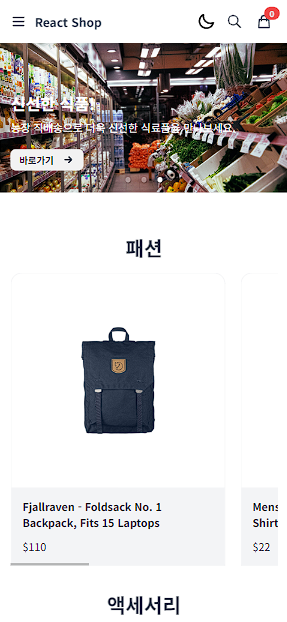 React Shop
0
신선한 식품!
농장 직배송으로 더욱 신선한 식료품을 만나보세요.
바로가기
패션
Fjallraven - Foldsack No. 1
Backpack, Fits 15 Laptops
$110
Mens
Shirt
$22
액세서리